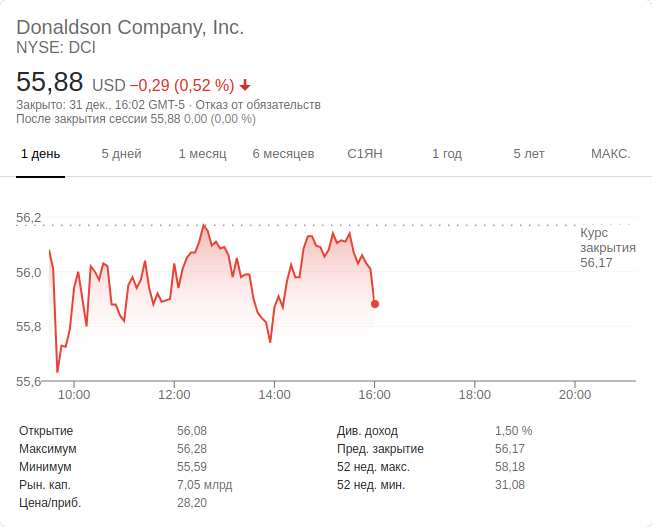 Donaldson Company, Inc.
NYSE: DCI
55,88 USD −0,29 (0,52 %)
Закрыто: 31 дек., 16:02 GMT-5 · Отказ от обязательств
После закрытия сессии 55,88 0,00 (0,00 %)
1 день 5 дней 1 месяц 6 месяцев С1ЯН 1 год 5 лет МАКС.
56,2
Курс
закрытия
56,17
56,0
55,8
55,6
10:00 12:00 14:00 16:00 18:00 20:00
Открытие 56,08 Див. доход 1,50 %
Максимум 56,28 Пред. закрытие 56,17
Минимум 55,59 52 нед. макс. 58,18
Рын. кап. 7,05 млрд 52 нед. мин. 31,08
Цена/приб. 28,20